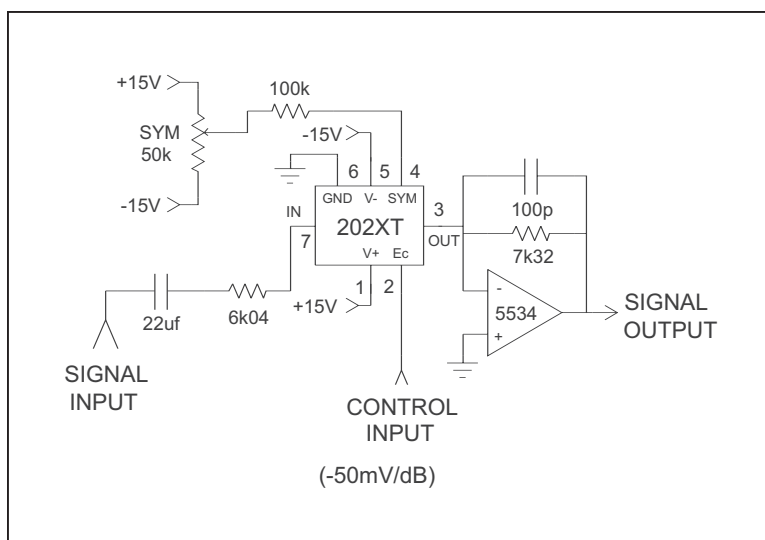 +15V
100k
SYM
50k
-15V
-15V
6 5 4
GND V- SYM
IN
7
202XT
3
OUT
V+ Ec
1 2
+15V
100p
7k32
-
5534
+
22uf
6k04
SIGNAL
INPUT
SIGNAL
OUTPUT
CONTROL
INPUT
(-50mV/dB)